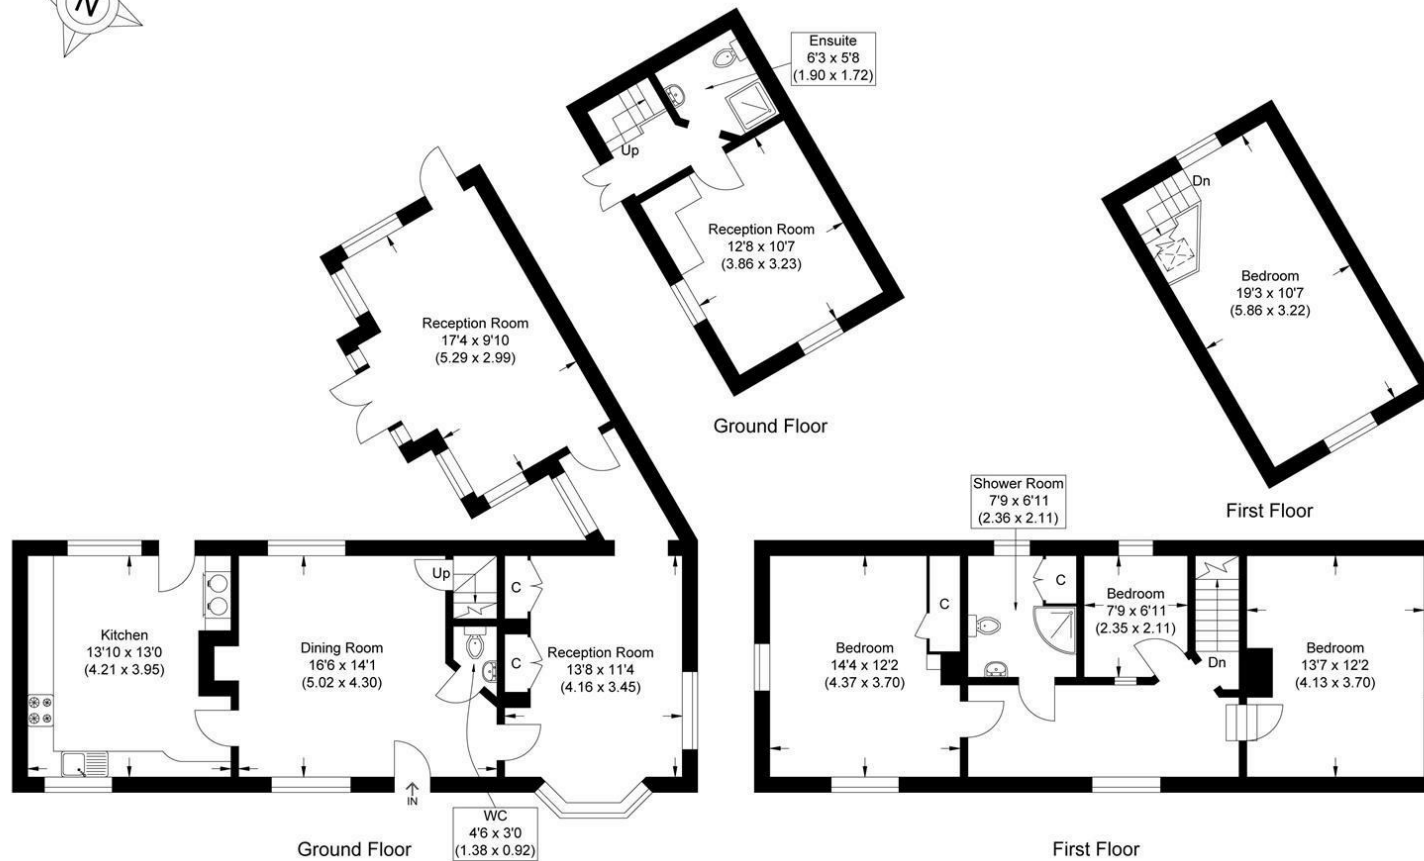 N
Ensuite
6'3 x 5'8
(1.90 x 1.72)
Up
Reception Room
12'8 x 10'7
(3.86 x 3.23)
Ground Floor
Dn
Bedroom
19'3 x 10'7
(5.86 x 3.22)
First Floor
Reception Room
17'4 x 9'10
(5.29 x 2.99)
Kitchen
13'10 x 13'0
(4.21 x 3.95)
Dining Room
16'6 x 14'1
(5.02 x 4.30)
Up
C
C
Reception Room
13'8 x 11'4
(4.16 x 3.45)
IN
WC
4'6 x 3'0
(1.38 x 0.92)
Ground Floor
Shower Room
7'9 x 6'11
(2.36 x 2.11)
Bedroom
14'4 x 12'2
(4.37 x 3.70)
C
C
Bedroom
7'9 x 6'11
(2.35 x 2.11)
Dn
Bedroom
13'7 x 12'2
(4.13 x 3.70)
First Floor